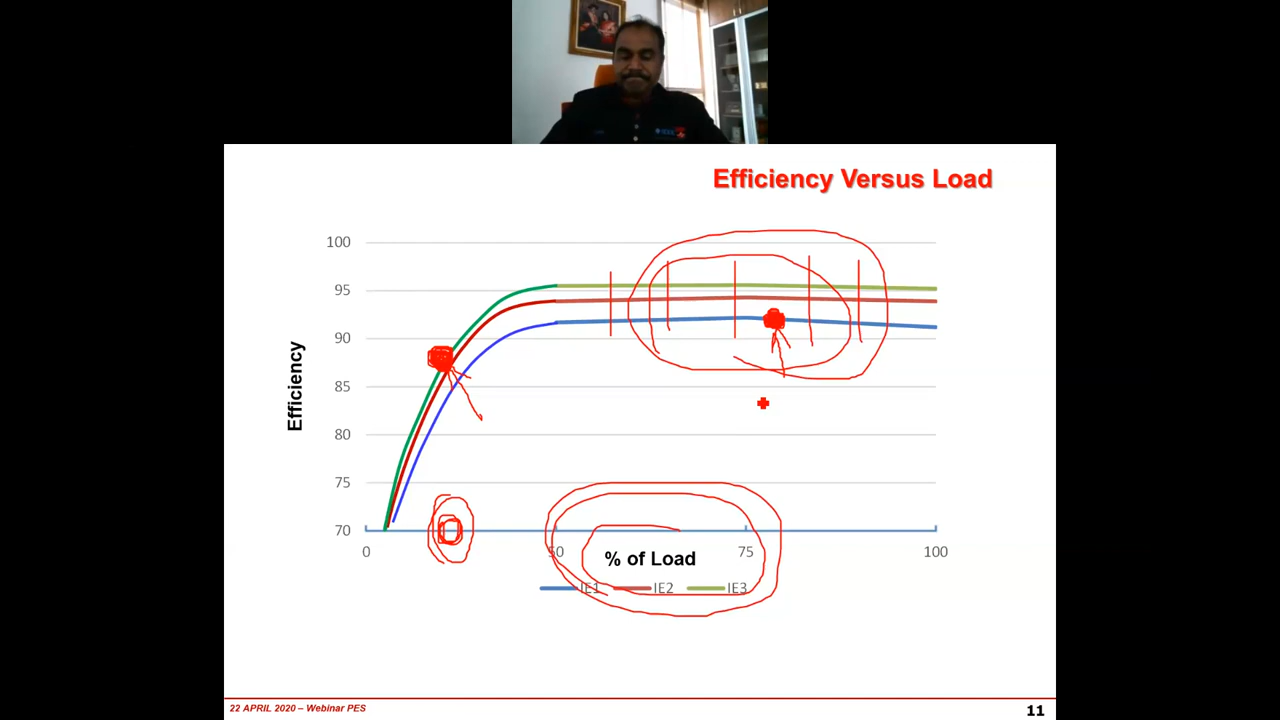 Efficiency Versus Load
100
95
90
85
80
75
70
Efficiency
0
50
75
100
% of Load
IE1 IE2 IE3
22 APRIL 2020 – Webinar PES
11